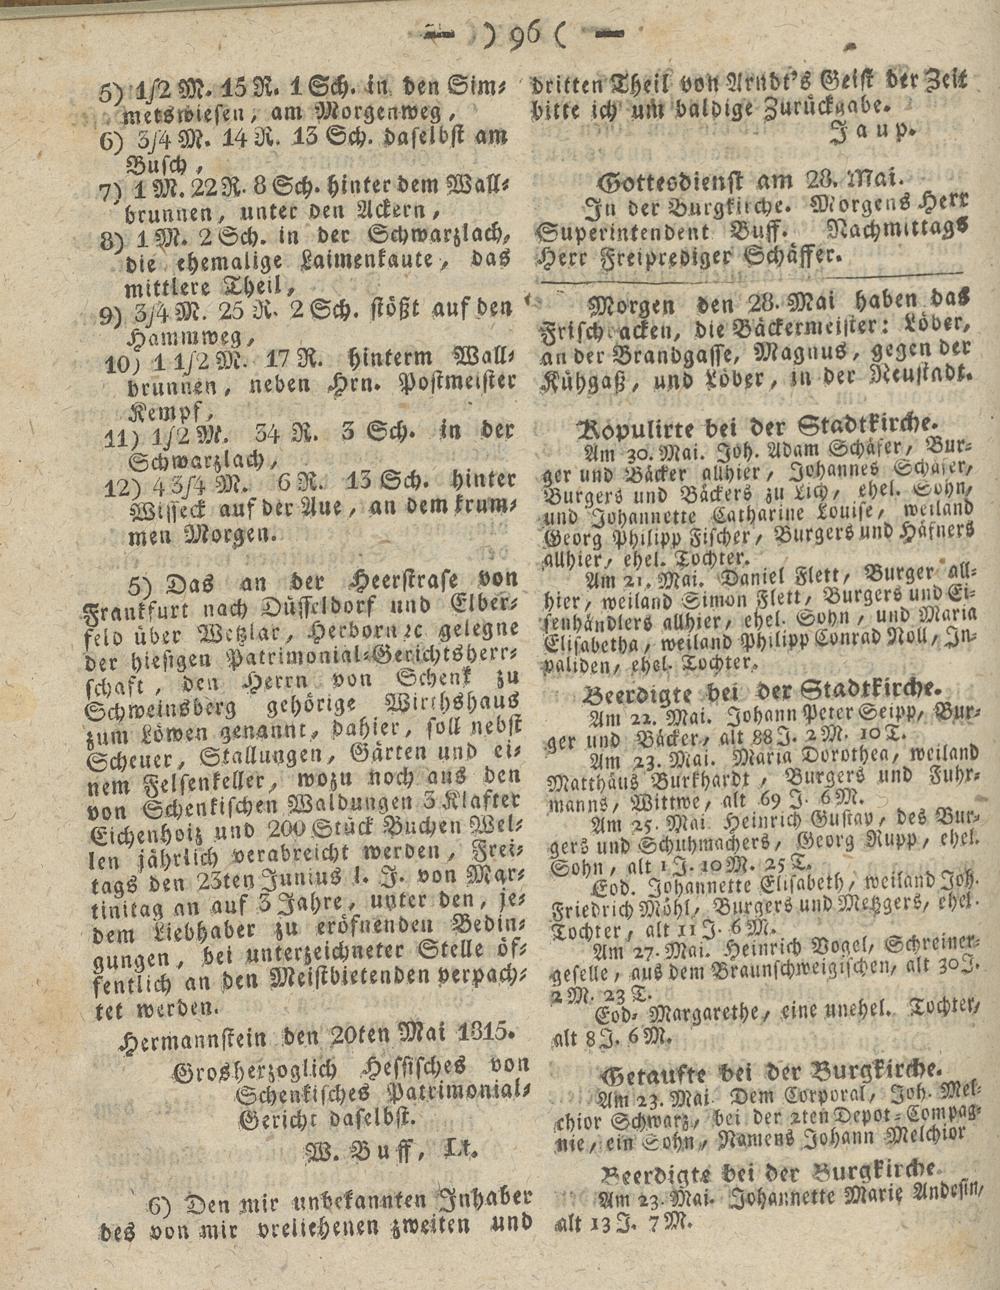 — ) 96 ( —
5) 1/2 M. 15 R. 1 Sch. in den Sim-
metswiesen, am Morgenweg,
6) 3/4 M. 14 R. 13 Sch. daselbst am
Busch,
7) 1 M. 22 R. 8 Sch. hinter dem Wall-
brunnen, unter den Äckern,
8) 1 M. 2 Sch. in der Schwarzlach,
die ehemalige Laimenkaute, das
mittlere Theil,
9) 3/4 M. 25 R. 2 Sch. stößt auf den
Hammweg,
10) 1 1/2 M. 17 R. hinterm Wall-
brunnen, neben Hrn. Postmeister
Kempf,
11) 1/2 M. 34 R. 3 Sch. in der
Schwarzlach,
12) 4 3/4 M. 6 R. 13 Sch. hinter
Wisseck auf der Aue, an dem krum-
men Morgen.
5) Das an der Heerstrase von
Frankfurt nach Düsseldorf und Elber-
feld über Wetzlar, Herborn ꝛc gelegne
der hiesigen Patrimonial-Gerichtsherr-
schaft, den Herrn von Schenk zu
Schweinsberg gehörige Wirthshaus
zum Löwen genannt, dahier, soll nebst
Scheuer, Stallungen, Gärten und ei-
nem Felsenkeller, wozu noch aus den
von Schenkischen Waldungen 3 Klafter
Eichenholz und 200 Stück Buchen Wel-
len jährlich verabreicht werden, Frei-
tags den 23ten Junius l. J. von Mar-
tinitag an auf 3 Jahre, unter den, je-
dem Liebhaber zu eröfnenden Bedin-
gungen, bei unterzeichneter Stelle öf-
fentlich an den Meistbietenden verpach-
tet werden.
Hermannstein den 20ten Mai 1815.
Grosherzoglich Hessisches von
Schenkisches Patrimonial-
Gericht daselbst.
W. Buff, Lt.
6) Den mir unbekannten Inhaber
des von mir vreliehenen zweiten und
dritten Theil von Arndt's Geist der Zeit
bitte ich um baldige Zurückgabe.
Jaup.
Gottesdienst am 28. Mai.
In der Burgkirche. Morgens Herr
Superintendent Buff. Nachmittags
Herr Freiprediger Schäffer.
Morgen den 28. Mai haben das
Frischbacken, die Bäckermeister: Löber,
an der Brandgasse, Magnus, gegen der
Kühgaß, und Löber, in der Neustadt.
Kopulirte bei der Stadtkirche.
Am 30. Mai. Joh. Adam Schäfer, Bur-
ger und Bäcker allhier, Johannes Schäfer,
Burgers und Bäckers zu Lich, ehel. Sohn,
und Johannette Catharine Louise, weiland
Georg Philipp Fischer, Burgers und Häfners
allhier, ehel. Tochter.
Am 21. Mai. Daniel Flett, Burger all-
hier, weiland Simon Flett, Burgers und Ei-
senhändlers allhier, ehel. Sohn, und Maria
Elisabetha, weiland Philipp Conrad Noll, In-
validen, ehel. Tochter.
Beerdigte bei der Stadtkirche.
Am 22. Mai. Johann Peter Seipp, Bur-
ger und Bäcker, alt 88 J. 2 M. 10 T.
Am 23. Mai. Maria Dorothea, weiland
Matthäus Burkhardt, Burgers und Fuhr-
manns, Wittwe, alt 69 J. 6 M.
Am 25. Mai Heinrich Gustav, des Bur-
gers und Schuhmachers, Georg Rupp, ehel.
Sohn, alt 1 J. 10 M. 25 T.
Eod. Johannette Elisabeth, weiland Joh.
Friedrich Möhl, Burgers und Metzgers, ehel.
Tochter, alt 11 J. 6 M.
Am 27. Mai. Heinrich Vogel, Schreiner-
geselle, aus dem Braunschweigischen, alt 30 J.
2 M. 23 T.
Eod. Margarethe, eine unehel. Tochter,
alt 8 J. 6 M.
Getaufte bei der Burgkirche.
Am 23. Mai. Dem Corporal, Joh. Mel-
chior Schwarz, bei der 2ten Depot-Compag-
nie, ein Sohn, Namens Johann Melchior
Beerdigte bei der Burgkirche.
Am 23. Mai. Johannette Marie Andesin,
alt 13 J. 7 M.